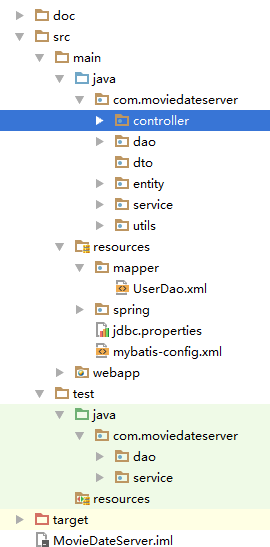 doc
src
main
java
com.moviedateserver
controller
dao
dto
entity
service
utils
resources
mapper
UserDao.xml
spring
jdbc.properties
mybatis-config.xml
webapp
test
java
com.moviedateserver
dao
service
resources
target
MovieDateServer.iml